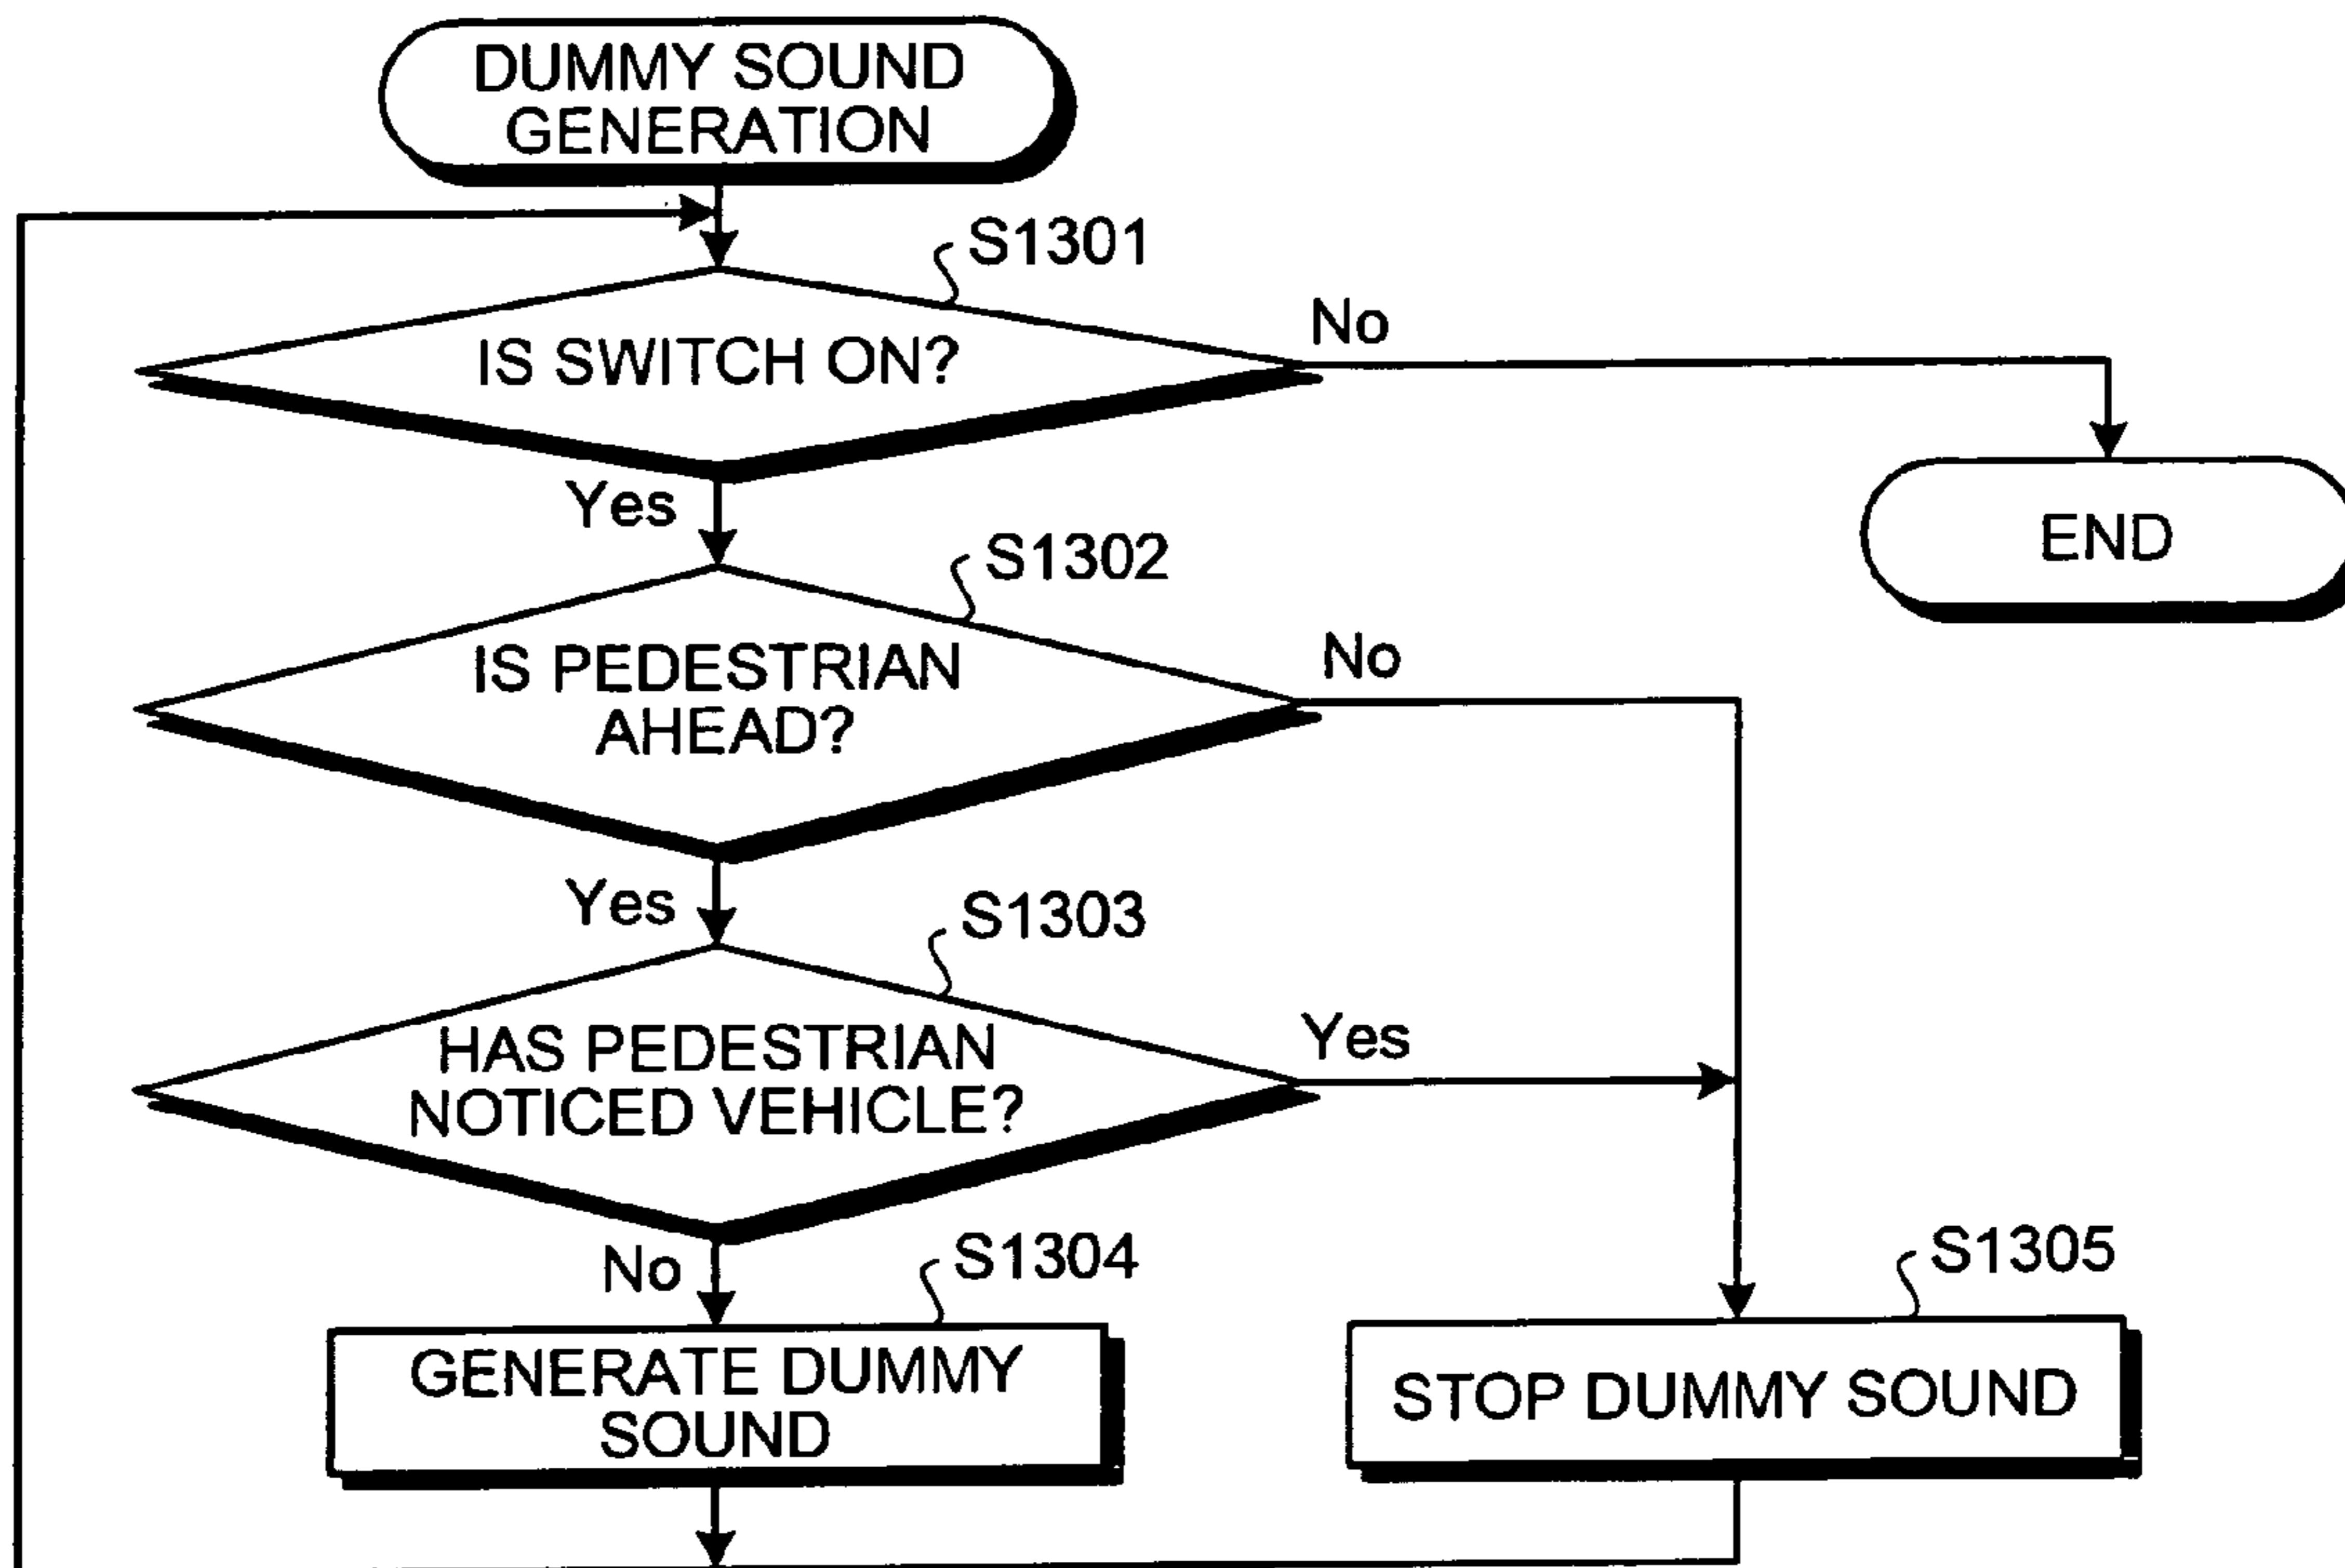 DUMMY SOUND
GENERATION
S1301
IS SWITCH ON?
No
Yes
END
S1302
IS PEDESTRIAN
AHEAD?
No
Yes
S1303
HAS PEDESTRIAN
NOTICED VEHICLE?
Yes
No
S1304
GENERATE DUMMY
SOUND
S1305
STOP DUMMY SOUND